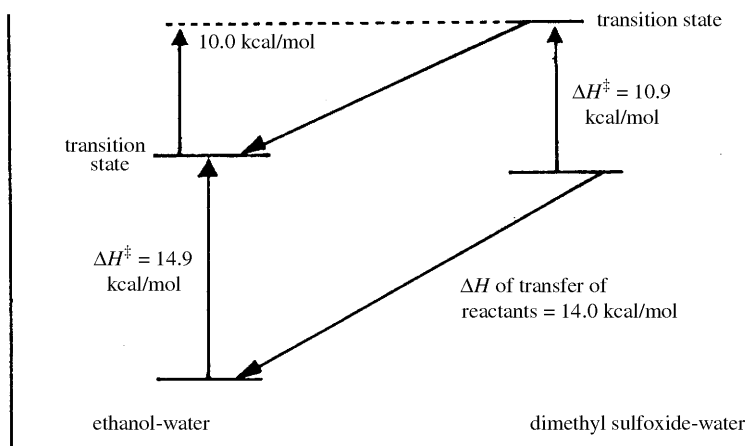 transition state
10.0 kcal/mol
ΔH‡ = 10.9
kcal/mol
transition
state
ΔH‡ = 14.9
kcal/mol
ΔH of transfer of
reactants = 14.0 kcal/mol
ethanol-water
dimethyl sulfoxide-water